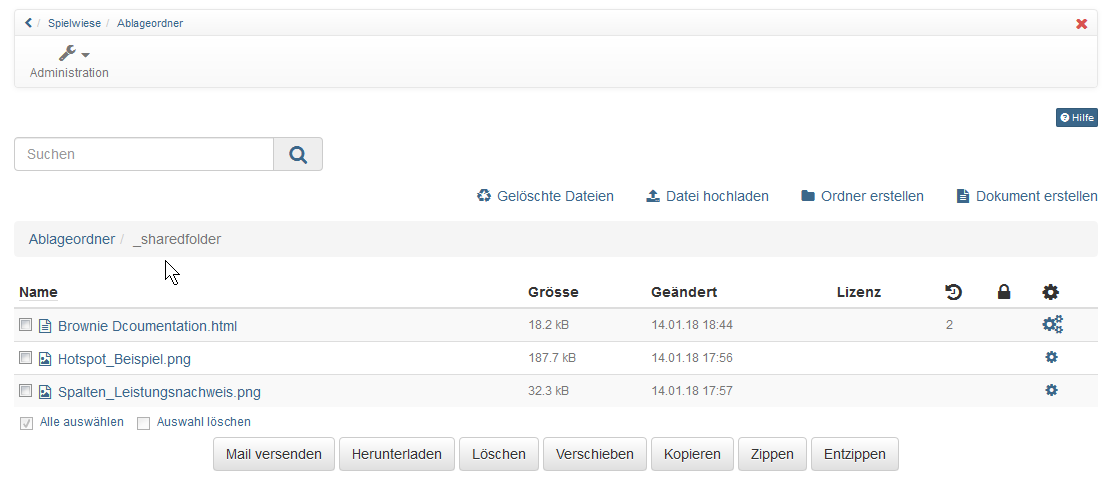 / Spielwiese / Ablageordner
Administration
Hilfe
Suchen
Gelöschte Dateien Datei hochladen Ordner erstellen Dokument erstellen
Ablageordner / _sharedfolder
Name Grösse Geändert Lizenz
Brownie Dcoumentation.html 18.2 kB 14.01.18 18:44 2
Hotspot_Beispiel.png 187.7 kB 14.01.18 17:56
Spalten_Leistungsnachweis.png 32.3 kB 14.01.18 17:57
Alle auswählen Auswahl löschen
Mail versenden Herunterladen Löschen Verschieben Kopieren Zippen Entzippen